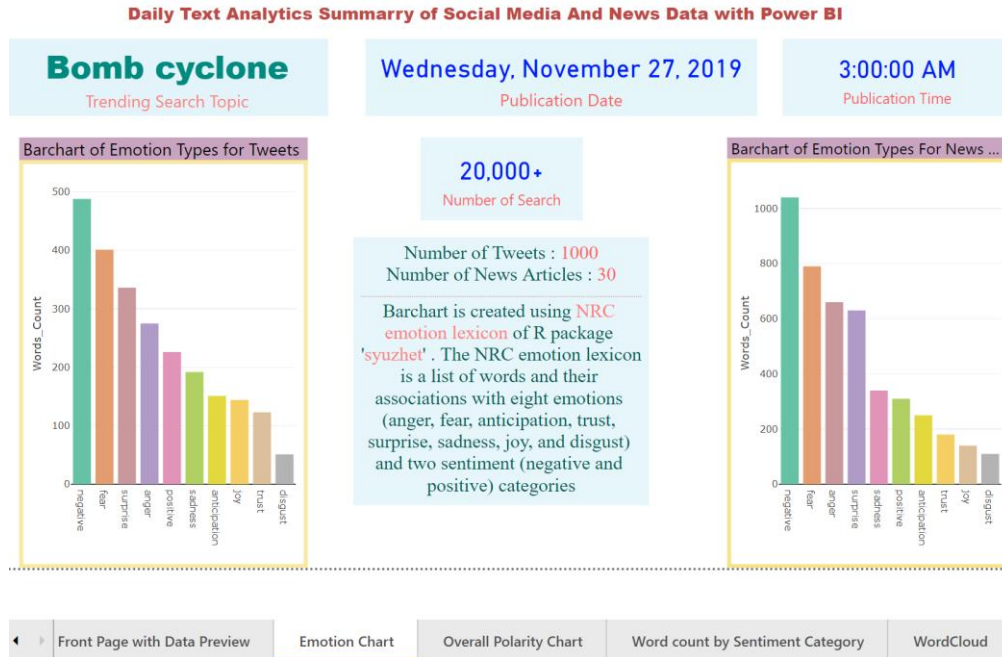 Daily Text Analytics Summarry of Social Media And News Data with Power BI
Bomb cyclone
Trending Search Topic
Wednesday, November 27, 2019
Publication Date
3:00:00 AM
Publication Time
Barchart of Emotion Types for Tweets
Words_Count
500
400
300
200
100
0
negative
fear
surprise
anger
positive
sadness
anticipation
joy
trust
disgust
20,000+
Number of Search
Number of Tweets : 1000
Number of News Articles : 30
Barchart is created using NRC
emotion lexicon of R package
'syuzhet' . The NRC emotion lexicon
is a list of words and their
associations with eight emotions
(anger, fear, anticipation, trust,
surprise, sadness, joy, and disgust)
and two sentiment (negative and
positive) categories
Barchart of Emotion Types For News ...
Words_Count
1000
800
600
400
200
0
negative
fear
anger
surprise
sadness
positive
anticipation
trust
joy
disgust
Front Page with Data Preview
Emotion Chart
Overall Polarity Chart
Word count by Sentiment Category
WordCloud